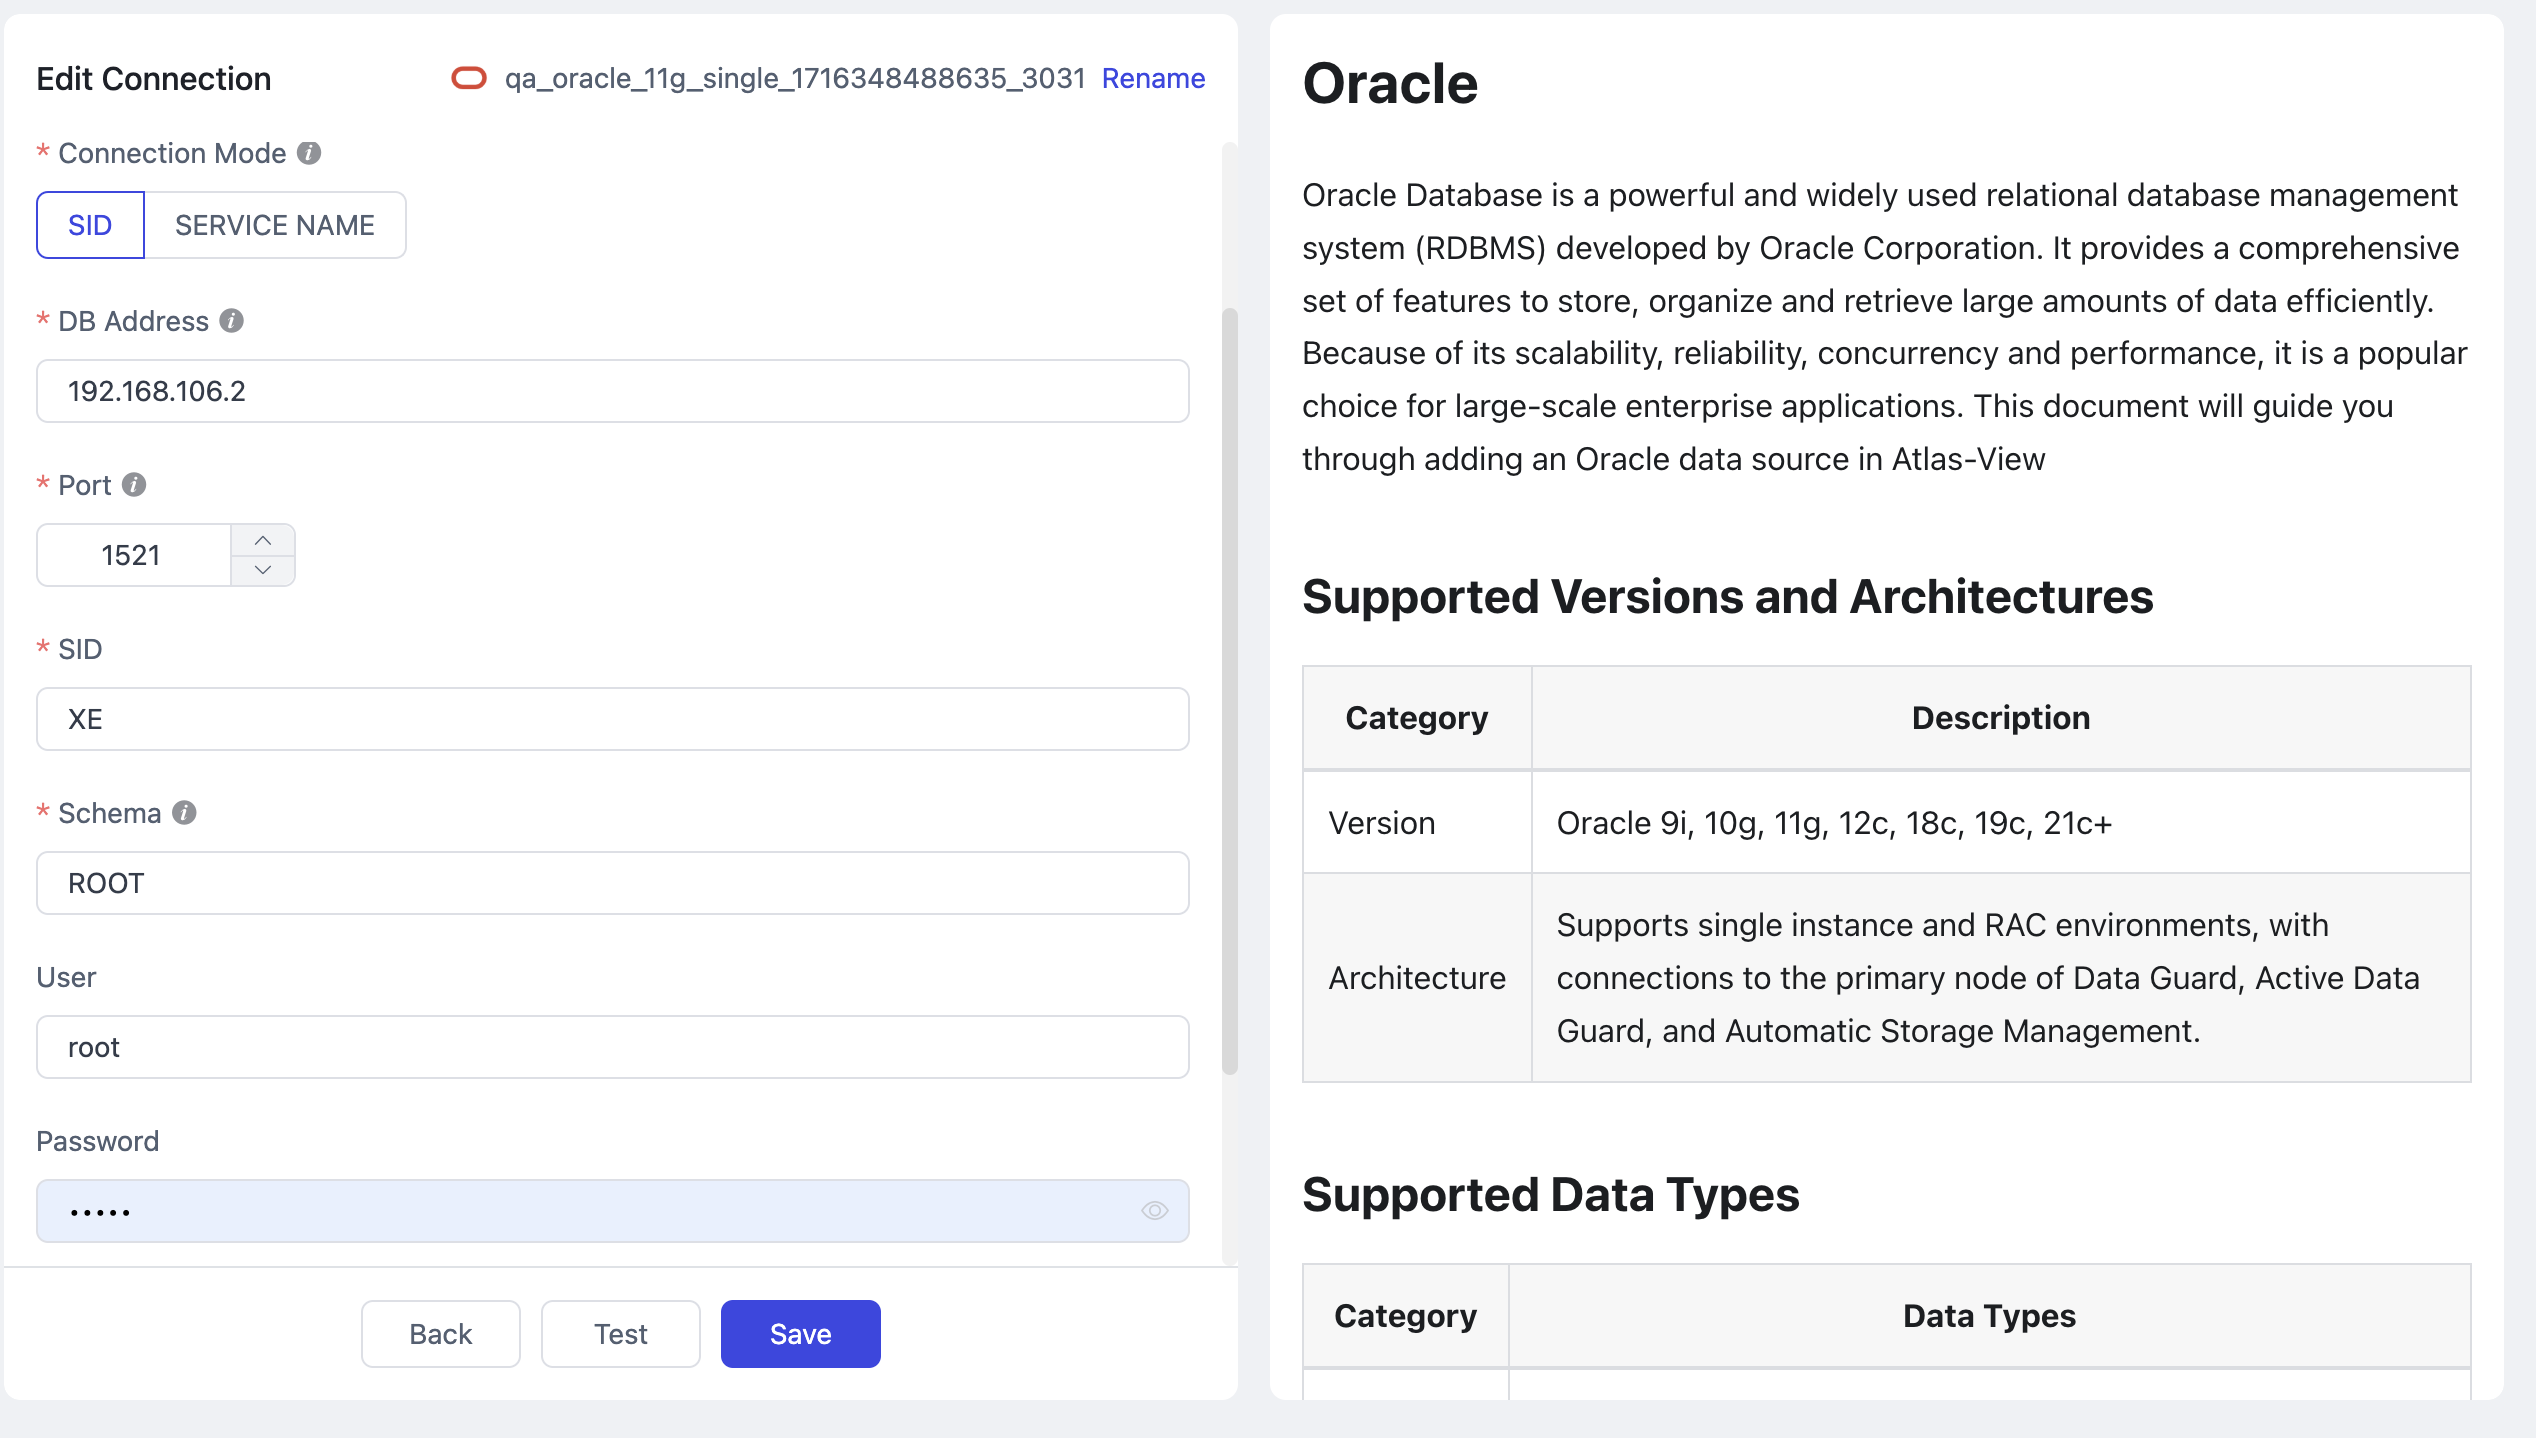 Edit Connection
qa_oracle_11g_single_1716348488635_3031 Rename
* Connection Mode
SID SERVICE NAME
* DB Address
192.168.106.2
* Port
1521
* SID
XE
* Schema
ROOT
User
root
Password
•••••
Back Test Save
Oracle
Oracle Database is a powerful and widely used relational database management
system (RDBMS) developed by Oracle Corporation. It provides a comprehensive
set of features to store, organize and retrieve large amounts of data efficiently.
Because of its scalability, reliability, concurrency and performance, it is a popular
choice for large-scale enterprise applications. This document will guide you
through adding an Oracle data source in Atlas-View
Supported Versions and Architectures
Category Description
Version Oracle 9i, 10g, 11g, 12c, 18c, 19c, 21c+
Architecture Supports single instance and RAC environments, with
connections to the primary node of Data Guard, Active Data
Guard, and Automatic Storage Management.
Supported Data Types
Category Data Types